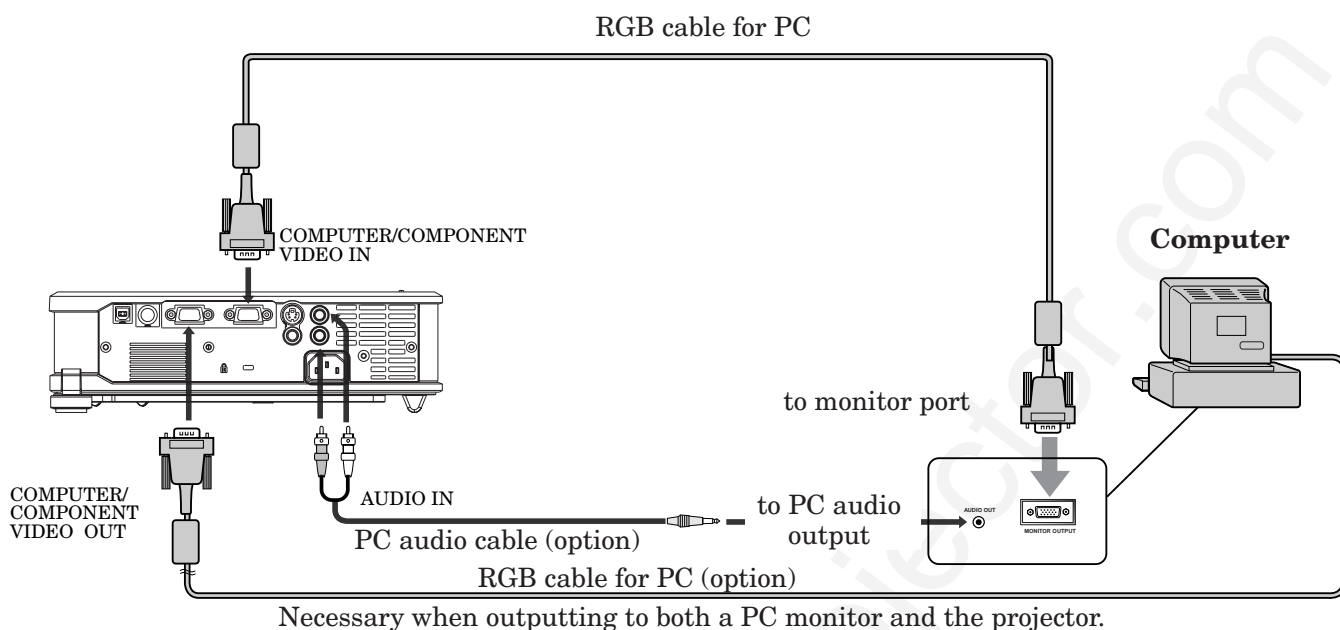 RGB cable for PC
COMPUTER/COMPONENT
VIDEO IN
Computer
to monitor port
COMPUTER/
COMPONENT
VIDEO OUT
AUDIO IN
PC audio cable (option)
to PC audio
output
AUDIO OUT
MONITOR OUTPUT
RGB cable for PC (option)
Necessary when outputting to both a PC monitor and the projector.